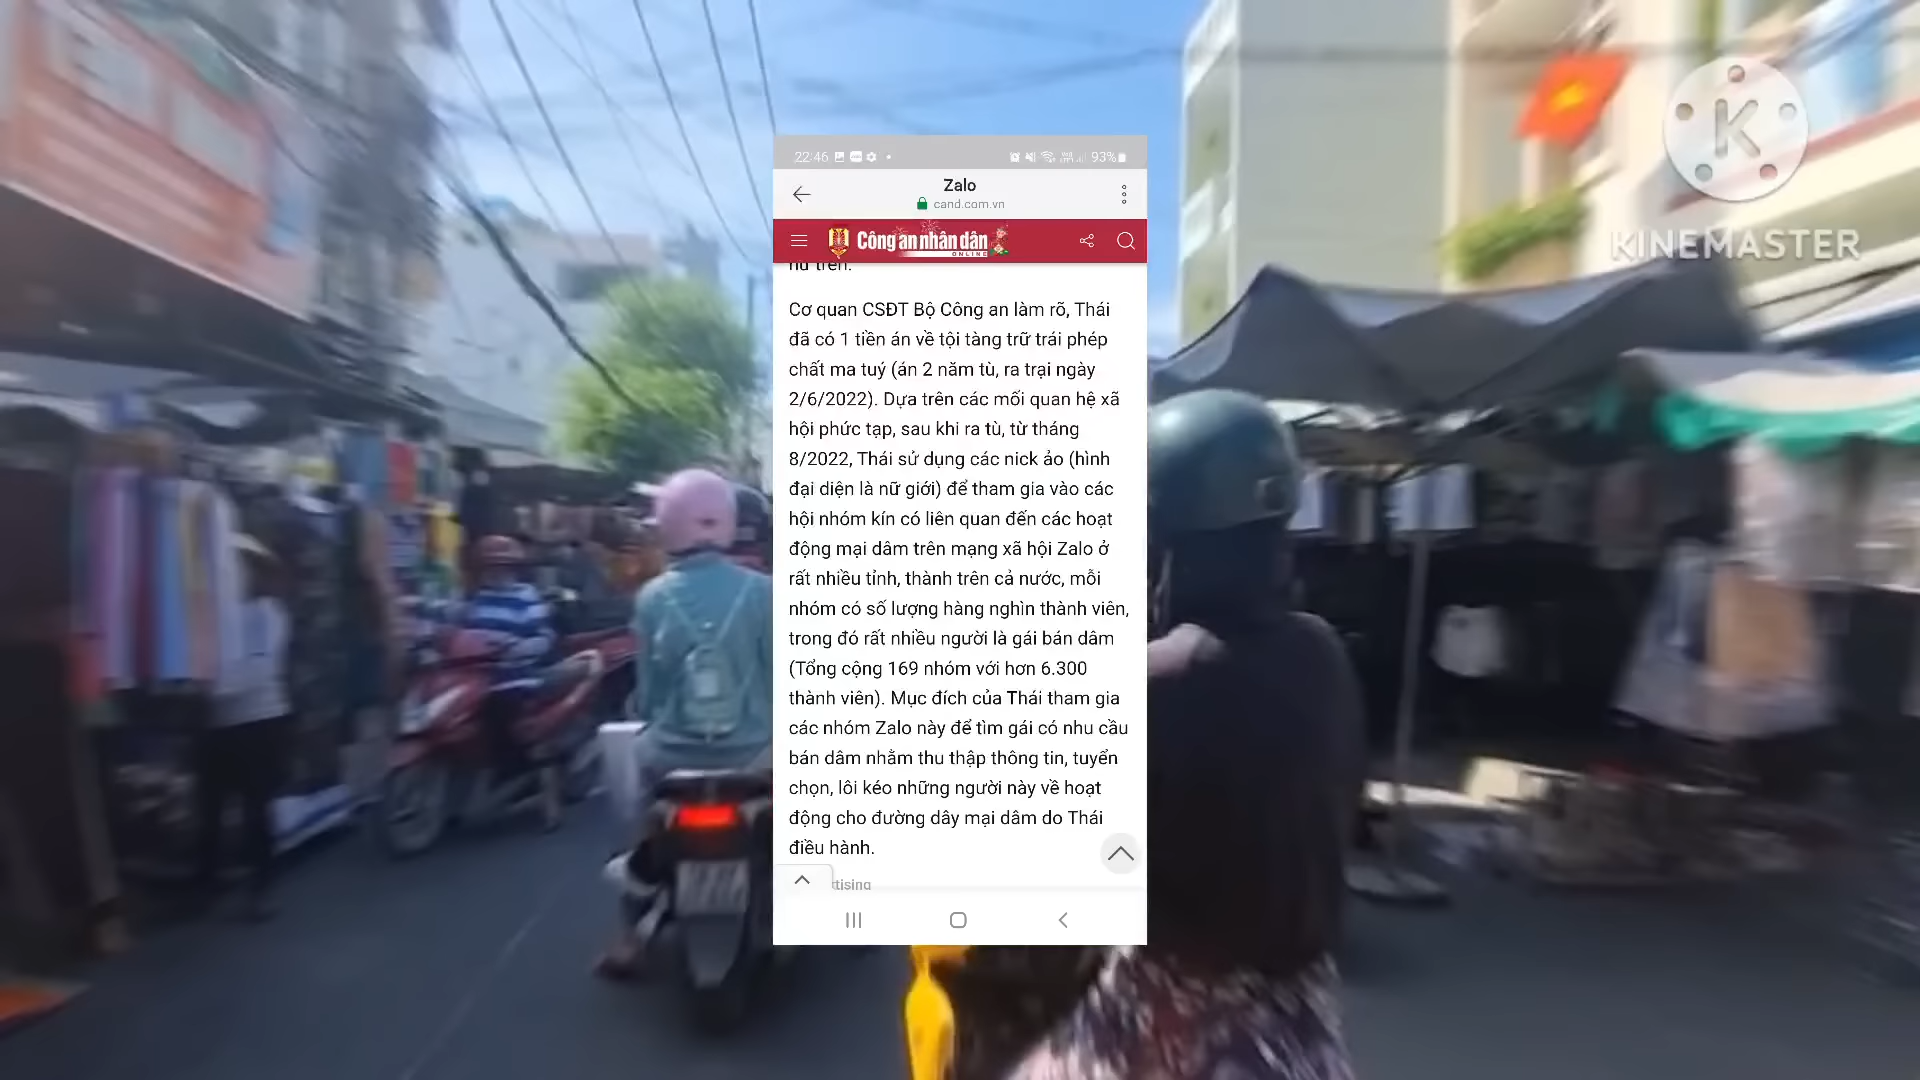 KINEMASTER
22:46
93%
Zalo
cand.com.vn
Công an nhân dân
ONLINE
nữ trên.
Cơ quan CSĐT Bộ Công an làm rõ, Thái
đã có 1 tiền án về tội tàng trữ trái phép
chất ma tuý (án 2 năm tù, ra trại ngày
2/6/2022). Dựa trên các mối quan hệ xã
hội phức tạp, sau khi ra tù, từ tháng
8/2022, Thái sử dụng các nick ảo (hình
đại diện là nữ giới) để tham gia vào các
hội nhóm kín có liên quan đến các hoạt
động mại dâm trên mạng xã hội Zalo ở
rất nhiều tỉnh, thành trên cả nước, mỗi
nhóm có số lượng hàng nghìn thành viên,
trong đó rất nhiều người là gái bán dâm
(Tổng cộng 169 nhóm với hơn 6.300
thành viên). Mục đích của Thái tham gia
các nhóm Zalo này để tìm gái có nhu cầu
bán dâm nhằm thu thập thông tin, tuyển
chọn, lôi kéo những người này về hoạt
động cho đường dây mại dâm do Thái
điều hành.
tising